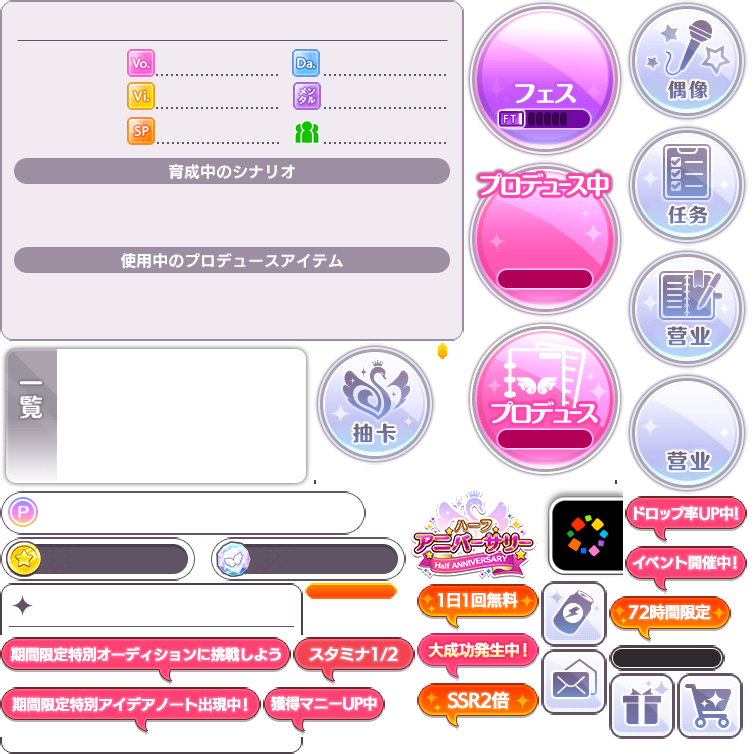 Vo.
Da.
Vi.
メンタル
SP
育成中のシナリオ
使用中のプロデュースアイテム
フェス
FT
プロデュース中
プロデュース
偶像
任务
营业
营业
一覧
抽卡
P
ハーフ
アニバーサリー
Half ANNIVERSARY
ドロップ率UP中!
イベント開催中!
1日1回無料
72時間限定
期間限定特別オーディションに挑戦しよう
スタミナ1/2
大成功発生中!
期間限定特別アイデアノート出現中!
獲得マニーUP中
SSR2倍